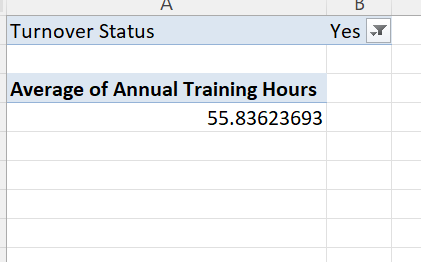 A B
Turnover Status Yes
Average of Annual Training Hours
55.83623693